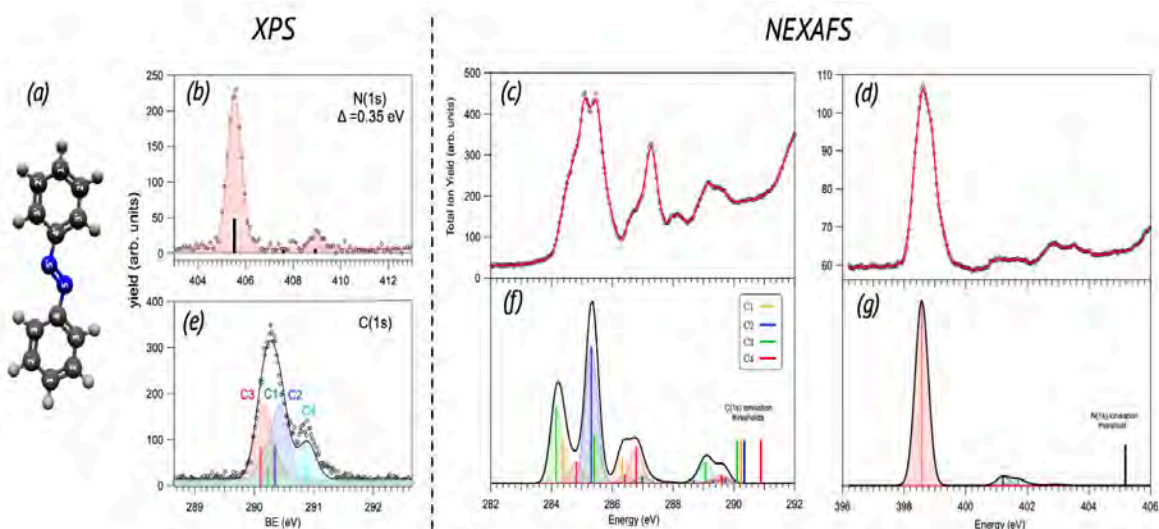 XPS
NEXAFS
(a)
(b)
N(1s)
Δ =0.35 eV
250
200
150
100
50
0
404
406
408
410
412
yield (arb. units)
(e)
C(1s)
400
300
200
100
0
C3
C1
C2
C4
290
291
292
BE (eV)
(c)
500
400
300
200
100
0
Total Ion Yield (arb. units)
(d)
110
100
90
80
70
60
(f)
C1
C2
C3
C4
C(1s) ionisation
thresholds
282
284
286
288
290
292
Energy (eV)
(g)
N(1s) ionisation
threshold
396
398
400
402
404
406
Energy (eV)